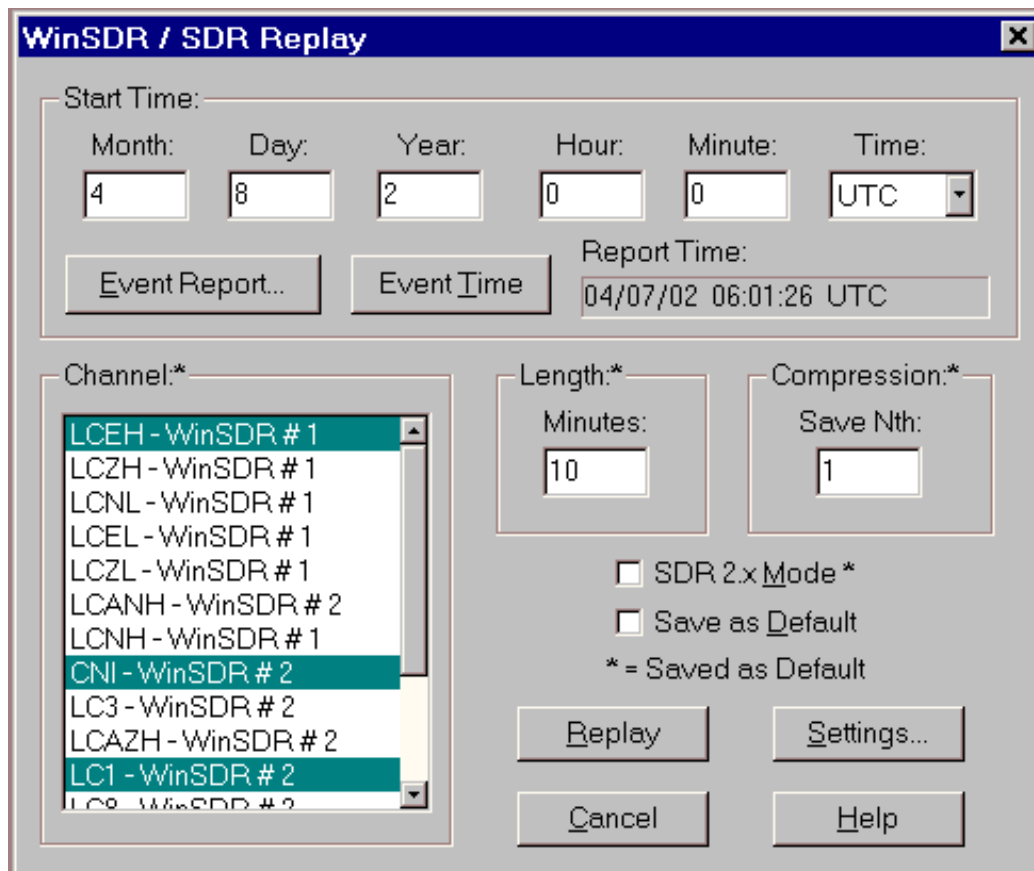 WinSDR / SDR Replay
Start Time:
Month: Day: Year: Hour: Minute: Time:
4 8 2 0 0 UTC
Event Report... Event Time
Report Time:
04/07/02 06:01:26 UTC
Channel:*
LCEH - WinSDR # 1
LCZH - WinSDR # 1
LCNL - WinSDR # 1
LCEL - WinSDR # 1
LCZL - WinSDR # 1
LCANH - WinSDR # 2
LCNH - WinSDR # 1
CNI - WinSDR # 2
LC3 - WinSDR # 2
LCAZH - WinSDR # 2
LC1 - WinSDR # 2
WinSDR # 2
Length:*
Minutes:
10
Compression:*
Save Nth:
1
SDR 2.x Mode *
Save as Default
* = Saved as Default
Replay Settings...
Cancel Help